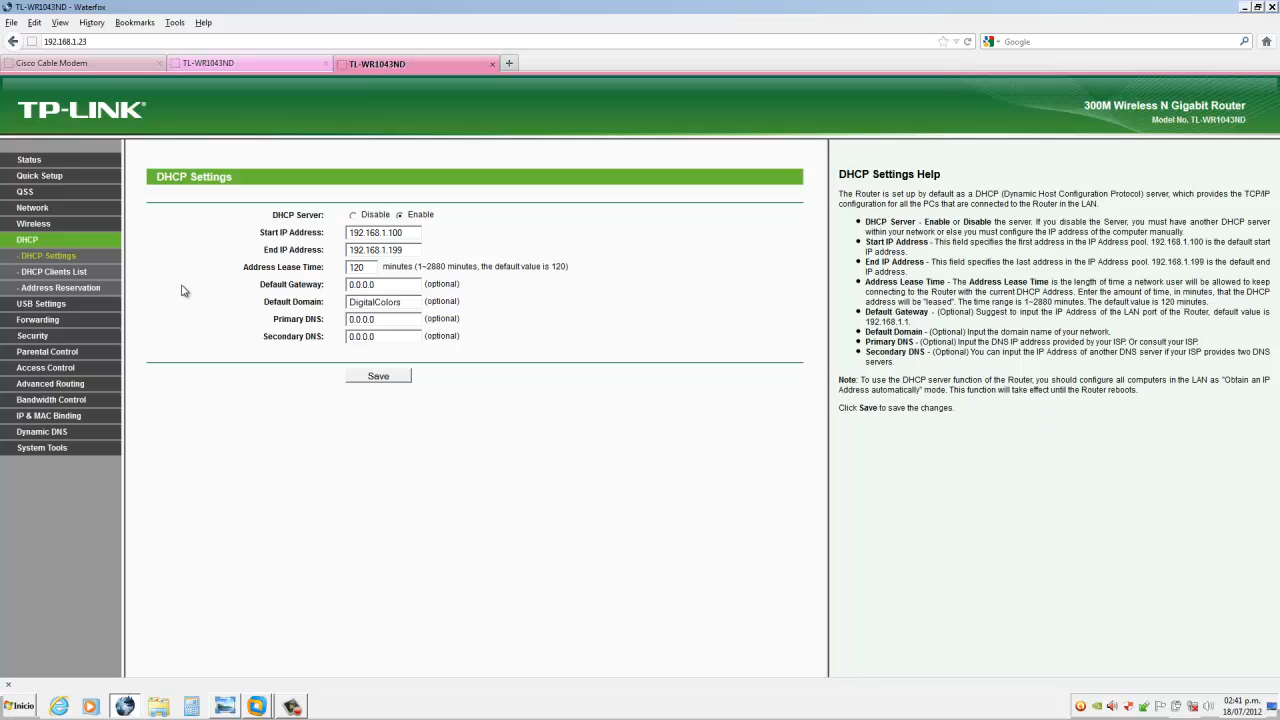 TL-WR1043ND - Waterfox
File Edit View History Bookmarks Tools Help
192.168.1.23
Google
Cisco Cable Modem
TL-WR1043ND
TL-WR1043ND
TP-LINK
300M Wireless N Gigabit Router
Model No. TL-WR1043ND
Status
Quick Setup
QSS
Network
Wireless
DHCP
- DHCP Settings
- DHCP Clients List
- Address Reservation
USB Settings
Forwarding
Security
Parental Control
Access Control
Advanced Routing
Bandwidth Control
IP & MAC Binding
Dynamic DNS
System Tools
DHCP Settings
DHCP Server: Disable Enable
Start IP Address: 192.168.1.100
End IP Address: 192.168.1.199
Address Lease Time: 120 minutes (1~2880 minutes, the default value is 120)
Default Gateway: 0.0.0.0 (optional)
Default Domain: DigitalColors (optional)
Primary DNS: 0.0.0.0 (optional)
Secondary DNS: 0.0.0.0 (optional)
Save
DHCP Settings Help
The Router is set up by default as a DHCP (Dynamic Host Configuration Protocol) server, which provides the TCP/IP
configuration for all the PCs that are connected to the Router in the LAN.
DHCP Server - Enable or Disable the server. If you disable the Server, you must have another DHCP server
within your network or else you must configure the IP address of the computer manually.
Start IP Address - This field specifies the first address in the IP Address pool. 192.168.1.100 is the default start
IP address.
End IP Address - This field specifies the last address in the IP Address pool. 192.168.1.199 is the default end
IP address.
Address Lease Time - The Address Lease Time is the length of time a network user will be allowed to keep
connecting to the Router with the current DHCP Address. Enter the amount of time, in minutes, that the DHCP
address will be "leased". The time range is 1~2880 minutes. The default value is 120 minutes.
Default Gateway - (Optional) Suggest to input the IP Address of the LAN port of the Router, default value is
192.168.1.1.
Default Domain - (Optional) Input the domain name of your network.
Primary DNS - (Optional) Input the DNS IP address provided by your ISP. Or consult your ISP.
Secondary DNS - (Optional) You can input the IP Address of another DNS server if your ISP provides two DNS
servers.
Note: To use the DHCP server function of the Router, you should configure all computers in the LAN as "Obtain an IP
Address automatically" mode. This function will take effect until the Router reboots.
Click Save to save the changes.
Inicio
02:41 p.m.
18/07/2012